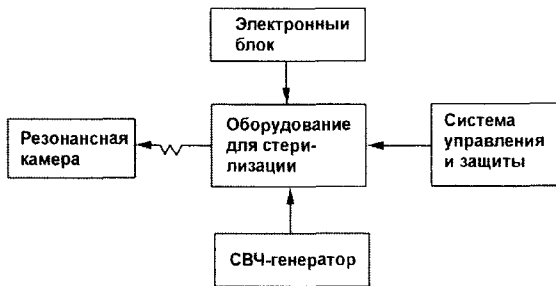 Электронный
блок
Резонансная
камера
Оборудование
для стери-
лизации
Система
управления
и защиты
СВЧ-генератор